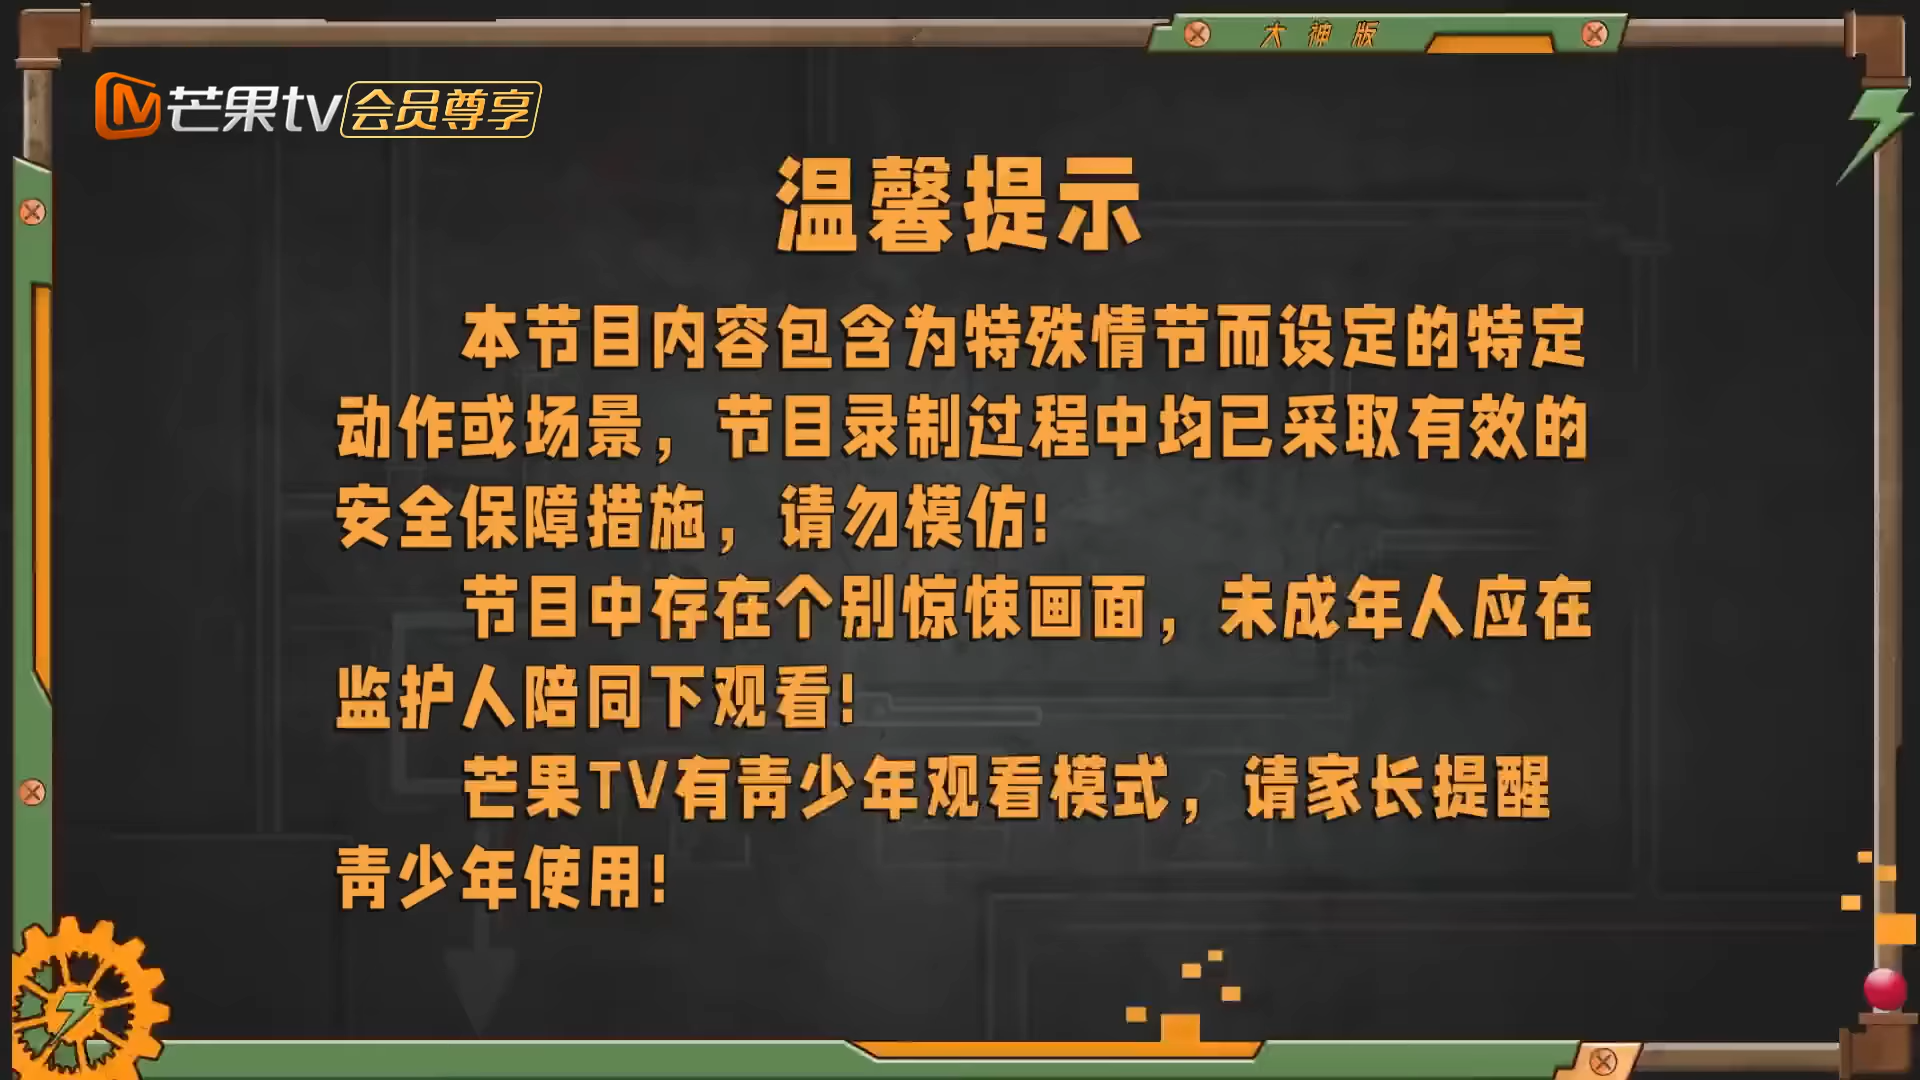 大神版
芒果tv会员尊享
温馨提示
本节目内容包含为特殊情节而设定的特定
动作或场景，节目录制过程中均已采取有效的
安全保障措施，请勿模仿！
节目中存在个别惊悚画面，未成年人应在
监护人陪同下观看！
芒果TV有青少年观看模式，请家长提醒
青少年使用！